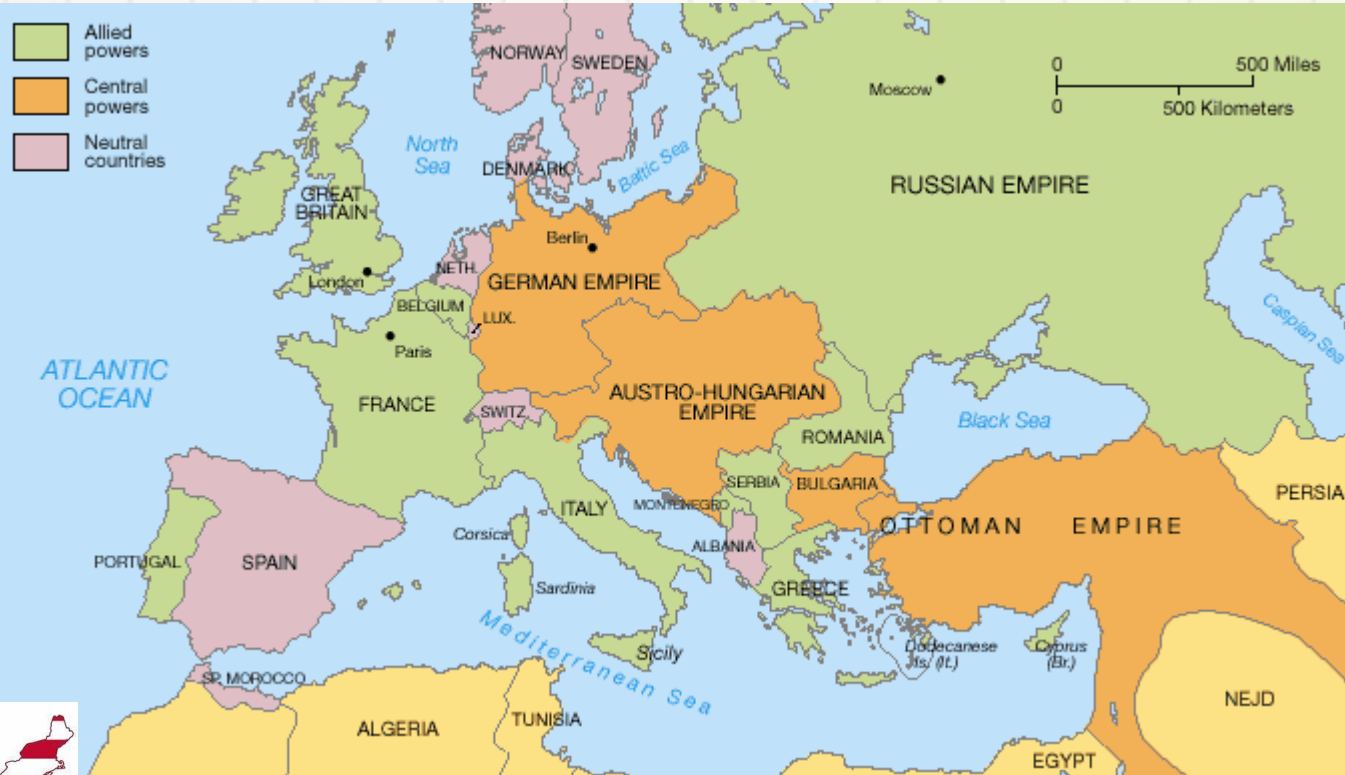 Allied
powers
Central
powers
Neutral
countries
NORWAY
SWEDEN
0
500 Miles
0
500 Kilometers
Moscow
North
Sea
DENMARK
Baltic Sea
RUSSIAN EMPIRE
GREAT
BRITAIN
Berlin
NETH.
London
GERMAN EMPIRE
BELGIUM
LUX.
Caspian Sea
Paris
ATLANTIC
OCEAN
FRANCE
SWITZ.
AUSTRO-HUNGARIAN
EMPIRE
Black Sea
ROMANIA
SERBIA
BULGARIA
PERSIA
MONTENEGRO
ITALY
OTTOMAN EMPIRE
Corsica
ALBANIA
PORTUGAL
SPAIN
Sardinia
GREECE
Mediterranean Sea
Sicily
Dodecanese
Is. (It.)
Cyprus
(Br.)
SP. MOROCCO
NEJD
ALGERIA
TUNISIA
EGYPT